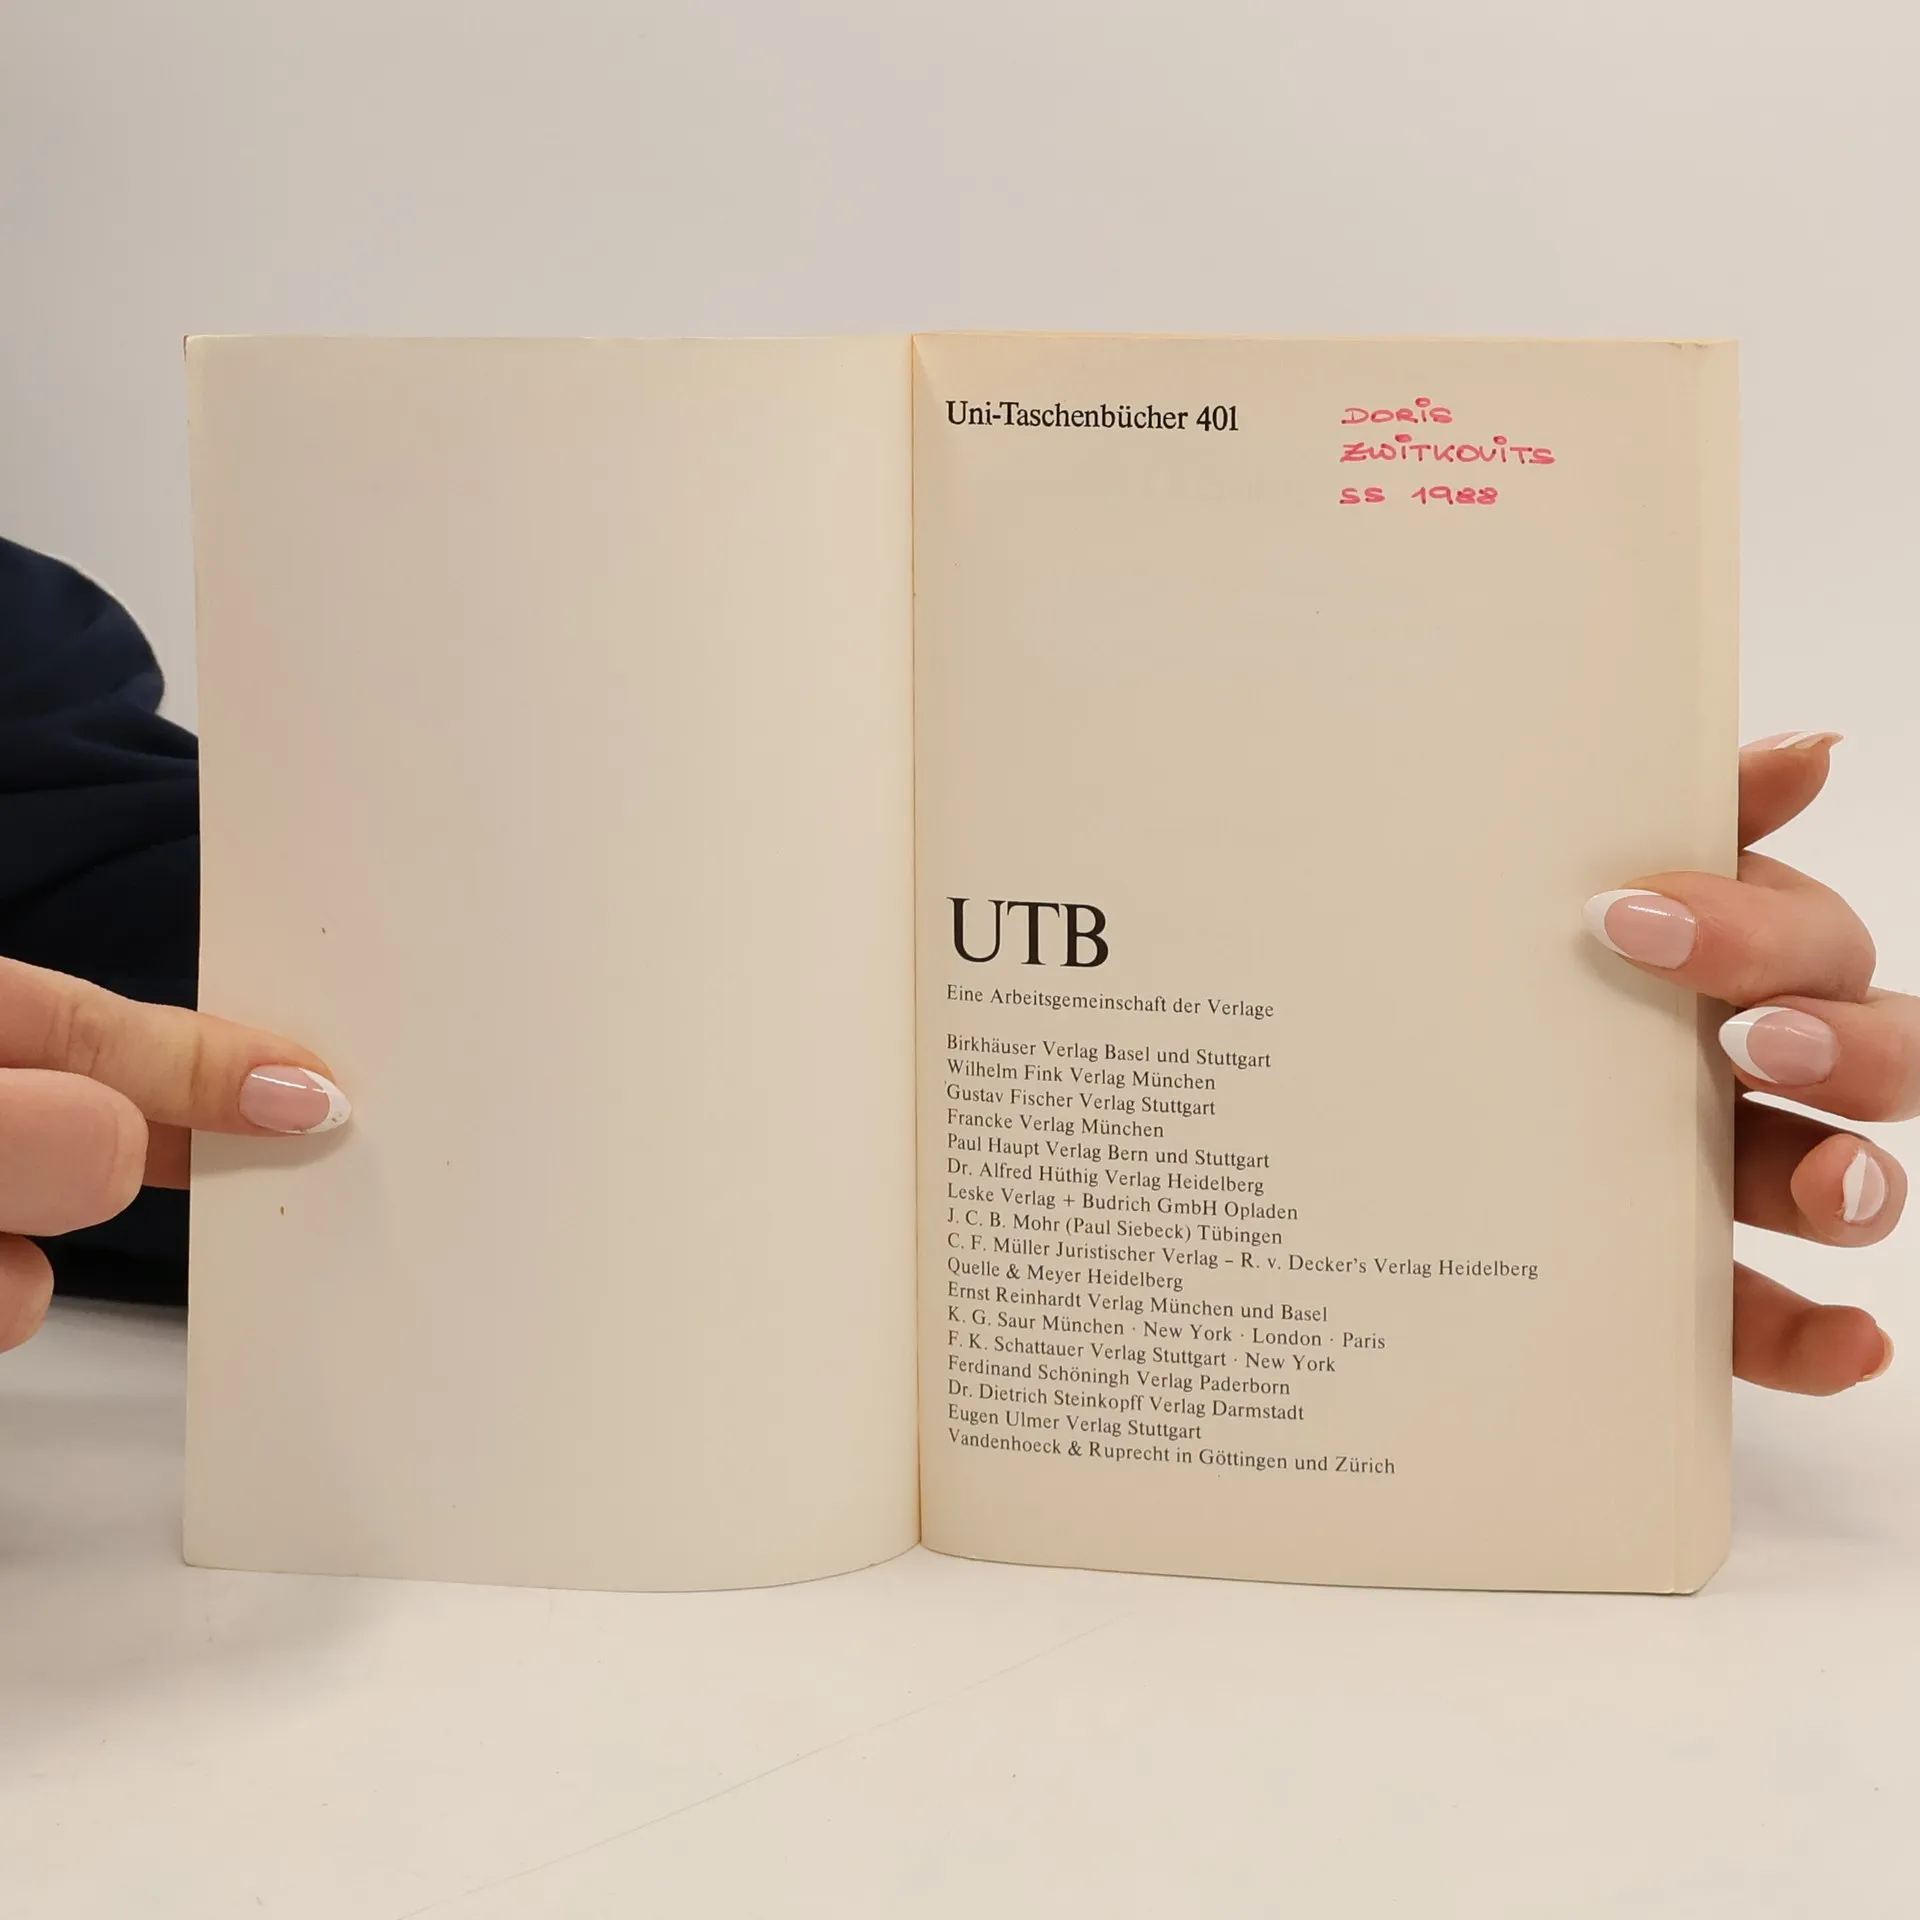 Uni-Taschenbücher 401
DORIS
ZWITKOVITS
SS 1988
UTB
Eine Arbeitsgemeinschaft der Verlage
Birkhäuser Verlag Basel und Stuttgart
Wilhelm Fink Verlag München
Gustav Fischer Verlag Stuttgart
Francke Verlag München
Paul Haupt Verlag Bern und Stuttgart
Dr. Alfred Hüthig Verlag Heidelberg
Leske Verlag + Budrich GmbH Opladen
J. C. B. Mohr (Paul Siebeck) Tübingen
C. F. Müller Juristischer Verlag – R. v. Decker's Verlag Heidelberg
Quelle & Meyer Heidelberg
Ernst Reinhardt Verlag München und Basel
K. G. Saur München · New York · London · Paris
F. K. Schattauer Verlag Stuttgart · New York
Ferdinand Schöningh Verlag Paderborn
Dr. Dietrich Steinkopff Verlag Darmstadt
Eugen Ulmer Verlag Stuttgart
Vandenhoeck & Ruprecht in Göttingen und Zürich